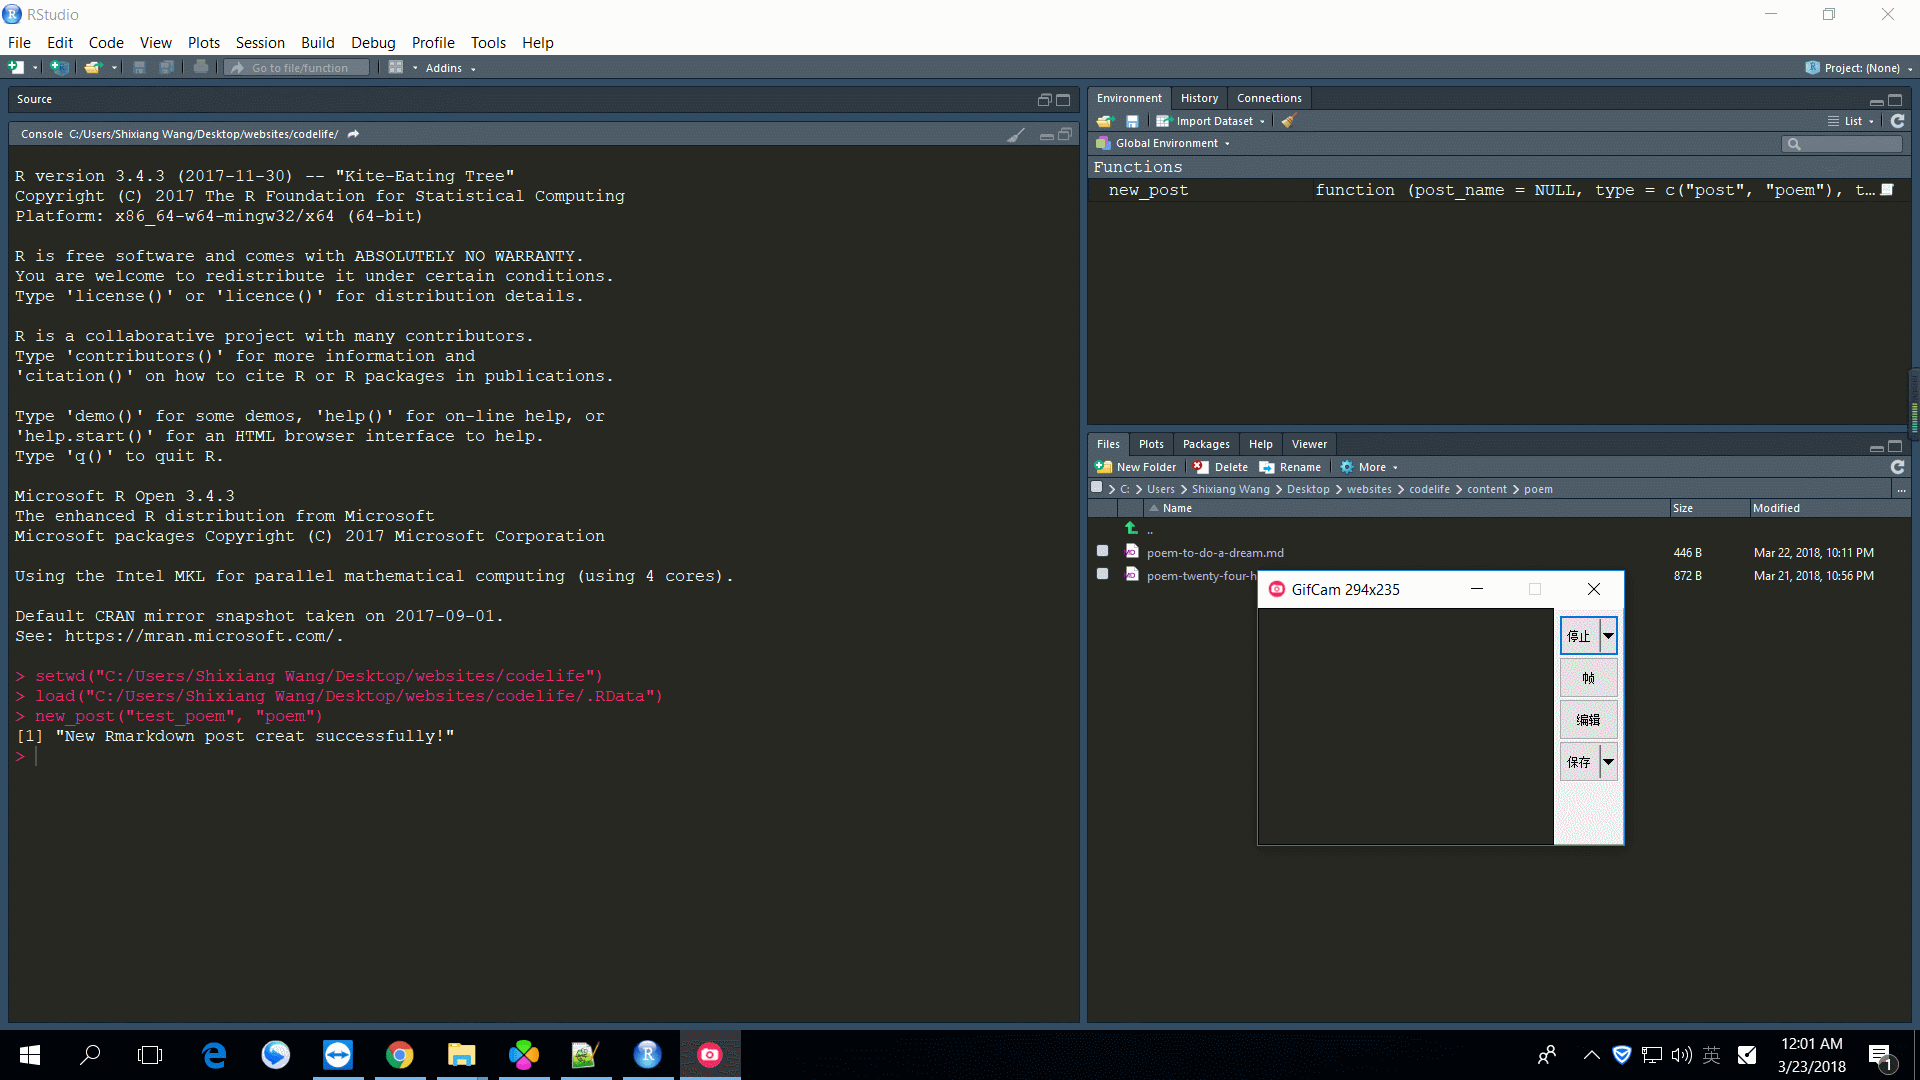 RStudio
File Edit Code View Plots Session Build Debug Profile Tools Help
Go to file/function Addins Project: (None)
Source
Console C:/Users/Shixiang Wang/Desktop/websites/codelife/
R version 3.4.3 (2017-11-30) -- "Kite-Eating Tree"
Copyright (C) 2017 The R Foundation for Statistical Computing
Platform: x86_64-w64-mingw32/x64 (64-bit)
R is free software and comes with ABSOLUTELY NO WARRANTY.
You are welcome to redistribute it under certain conditions.
Type 'license()' or 'licence()' for distribution details.
R is a collaborative project with many contributors.
Type 'contributors()' for more information and
'citation()' on how to cite R or R packages in publications.
Type 'demo()' for some demos, 'help()' for on-line help, or
'help.start()' for an HTML browser interface to help.
Type 'q()' to quit R.
Microsoft R Open 3.4.3
The enhanced R distribution from Microsoft
Microsoft packages Copyright (C) 2017 Microsoft Corporation
Using the Intel MKL for parallel mathematical computing (using 4 cores).
Default CRAN mirror snapshot taken on 2017-09-01.
See: https://mran.microsoft.com/.
> setwd("C:/Users/Shixiang Wang/Desktop/websites/codelife")
> load("C:/Users/Shixiang Wang/Desktop/websites/codelife/.RData")
> new_post("test_poem", "poem")
[1] "New Rmarkdown post creat successfully!"
>
Environment History Connections
Import Dataset List
Global Environment
Functions
new_post function (post_name = NULL, type = c("post", "poem"), t…
Files Plots Packages Help Viewer
New Folder Delete Rename More
C: > Users > Shixiang Wang > Desktop > websites > codelife > content > poem ...
Name Size Modified
..
poem-to-do-a-dream.md 446 B Mar 22, 2018, 10:11 PM
poem-twenty-four-h 872 B Mar 21, 2018, 10:56 PM
GifCam 294x235
停止
帧
编辑
保存
英 12:01 AM
3/23/2018
1